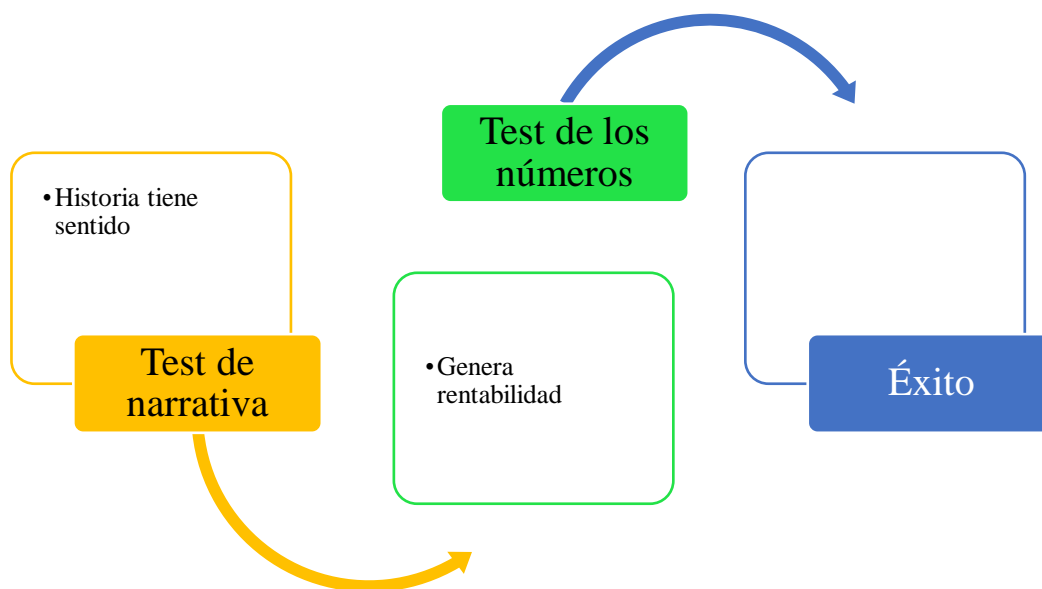 •Historia tiene
sentido
Test de
narrativa
Test de los
números
•Genera
rentabilidad
Éxito